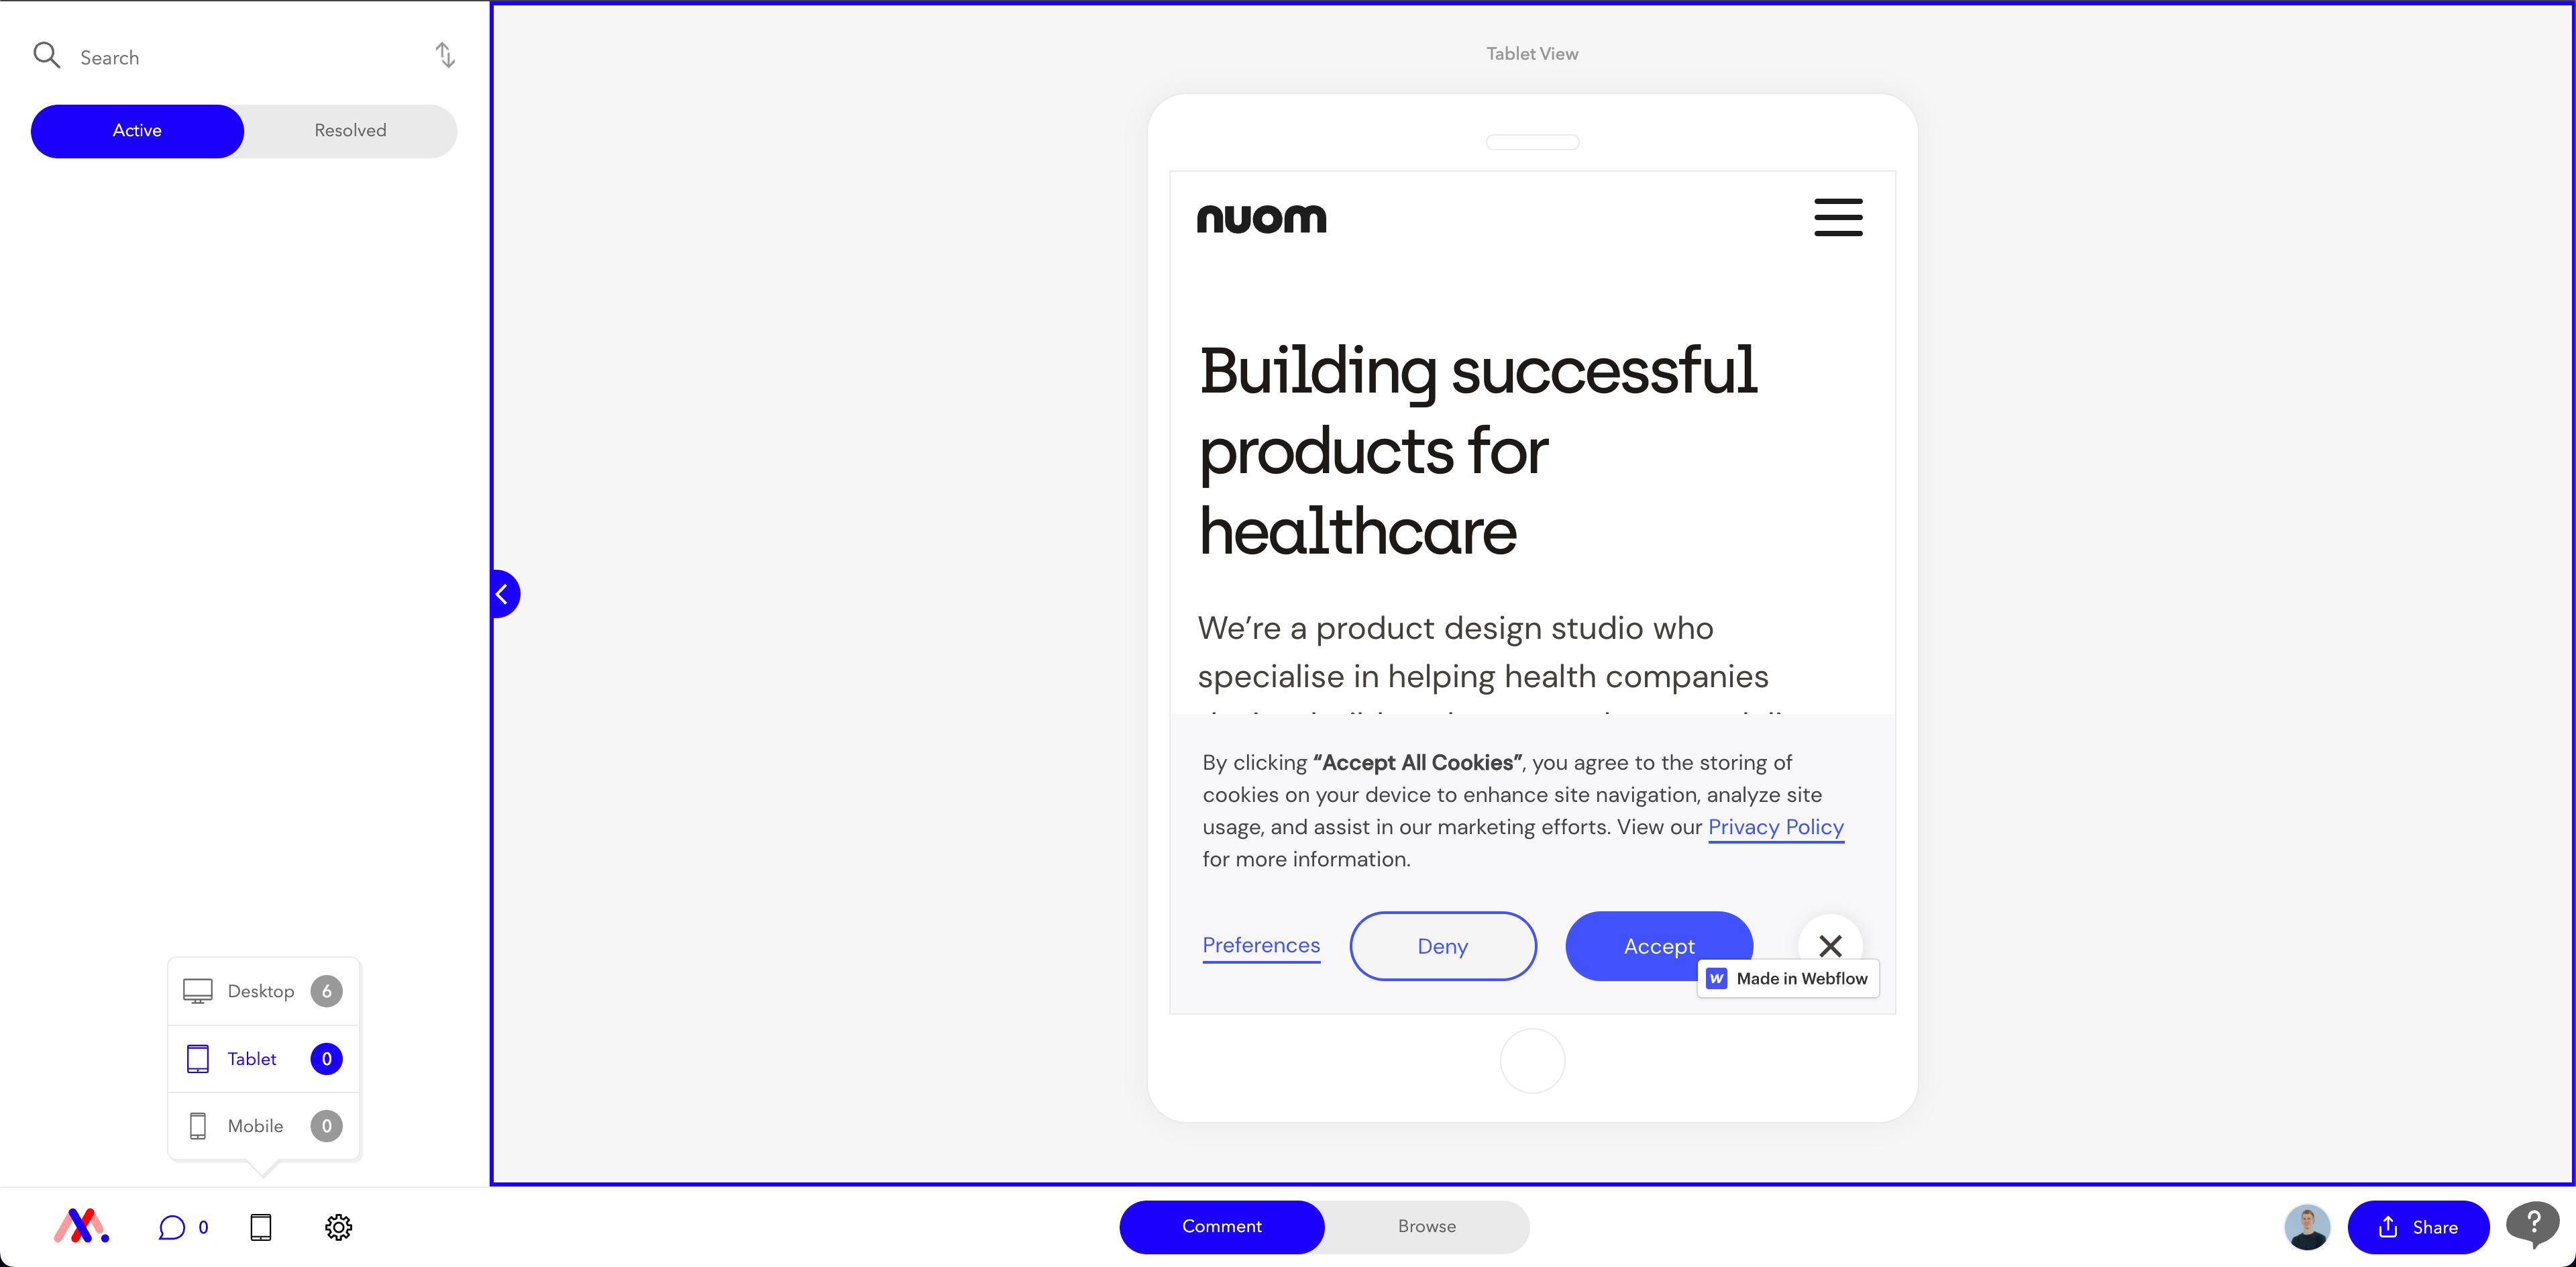 Search
Active
Resolved
Desktop 6
Tablet 0
Mobile 0
Tablet View
nuom
Building successful
products for
healthcare
We’re a product design studio who
specialise in helping health companies
By clicking “Accept All Cookies”, you agree to the storing of
cookies on your device to enhance site navigation, analyze site
usage, and assist in our marketing efforts. View our Privacy Policy
for more information.
Preferences
Deny
Accept
Made in Webflow
0
Comment
Browse
Share
?